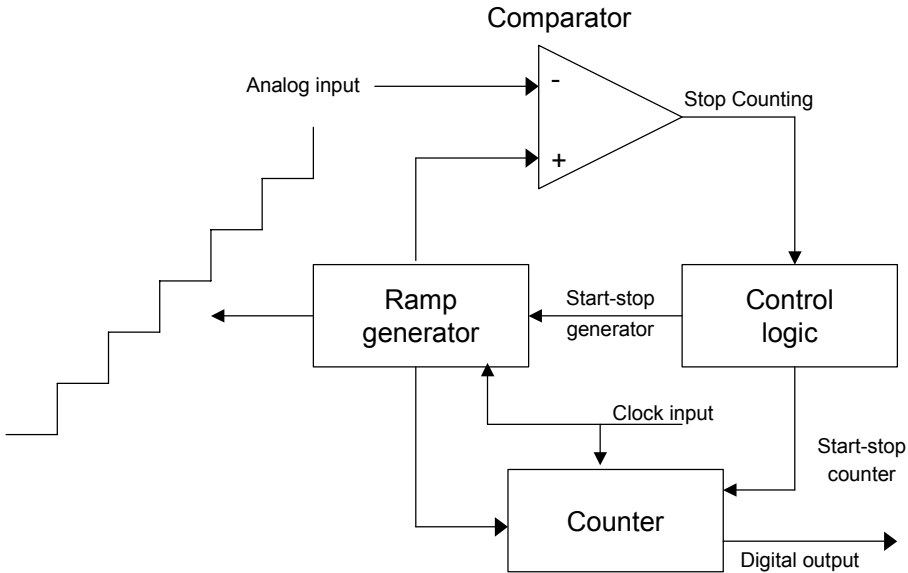 Comparator
Analog input
-
Stop Counting
+
Ramp
generator
Start-stop
generator
Control
logic
Clock input
Start-stop
counter
Counter
Digital output